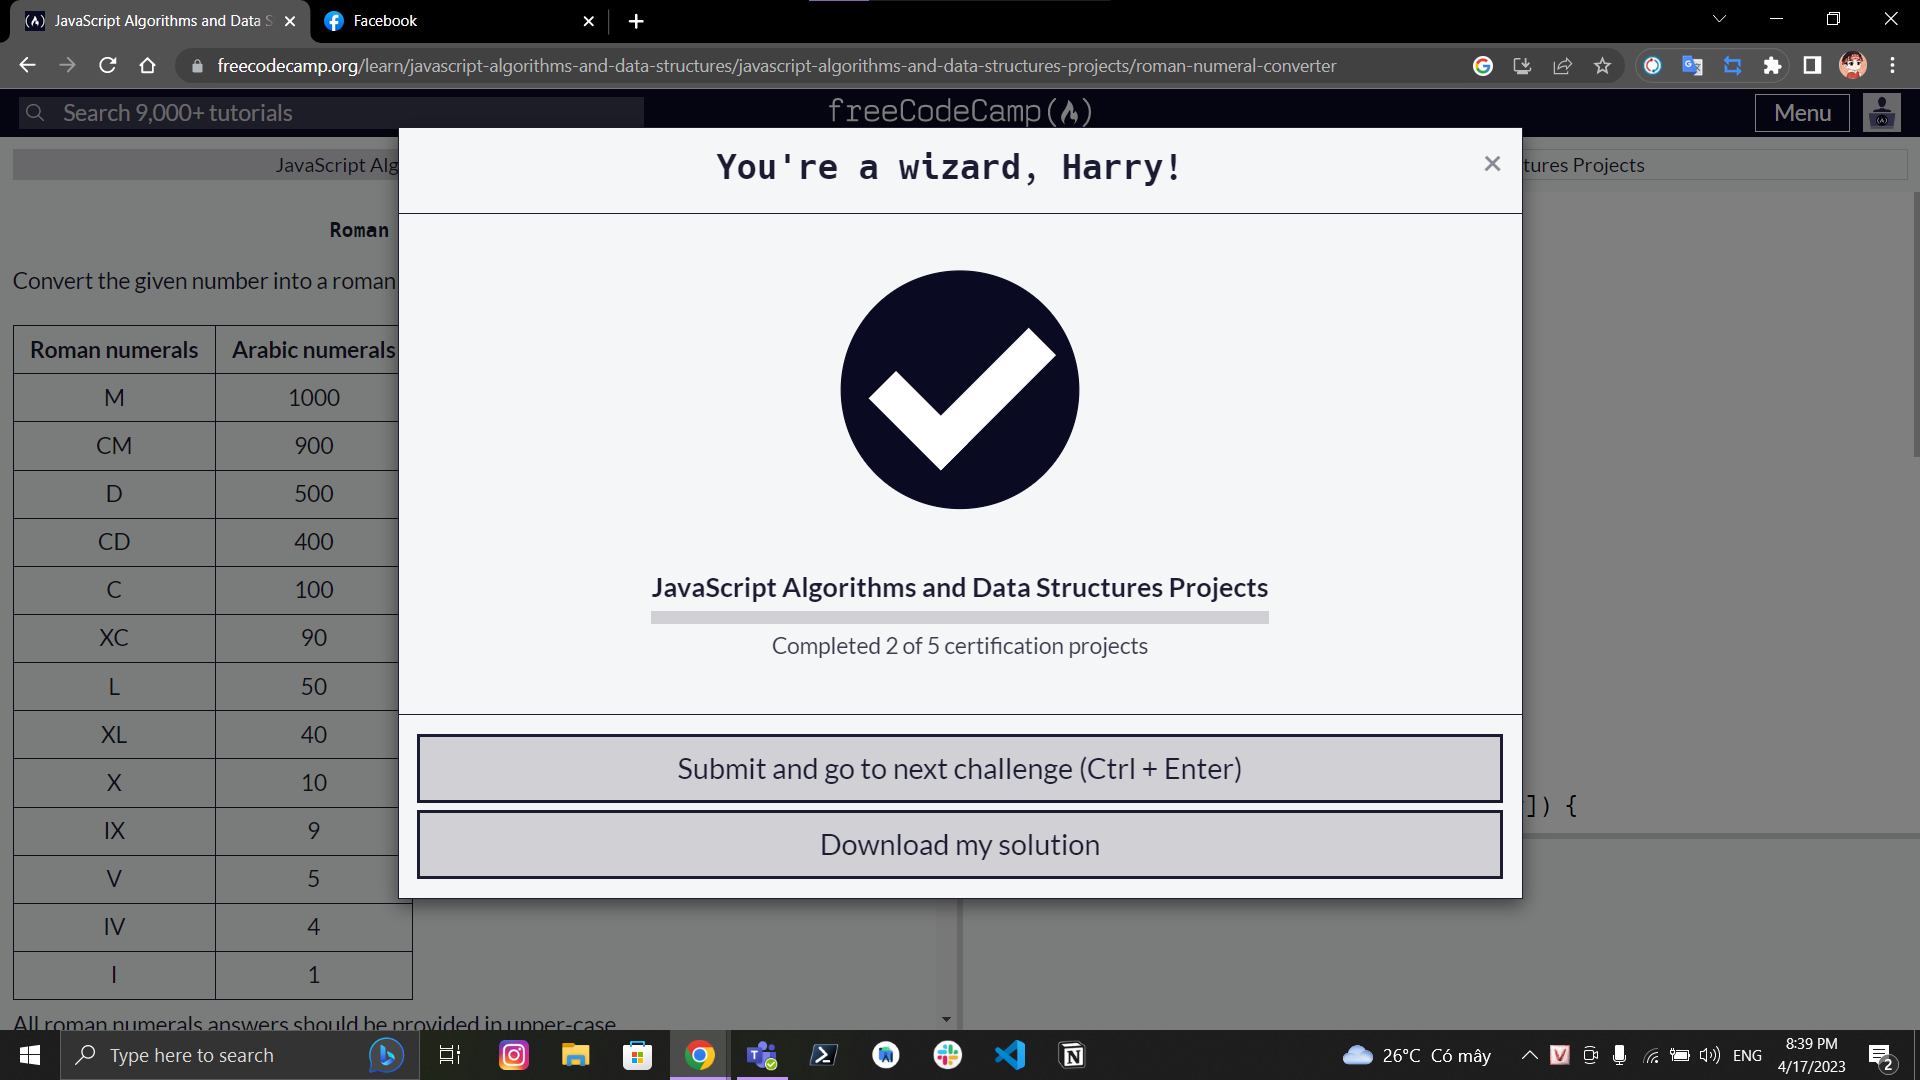 JavaScript Algorithms and Data S
Facebook
freecodecamp.org/learn/javascript-algorithms-and-data-structures/javascript-algorithms-and-data-structures-projects/roman-numeral-converter
Search 9,000+ tutorials
freeCodeCamp(🔥)
Menu
JavaScript Alg
tures Projects
You're a wizard, Harry!
Roman
Convert the given number into a roman
Roman numerals Arabic numerals
M 1000
CM 900
D 500
CD 400
C 100
XC 90
L 50
XL 40
X 10
IX 9
V 5
IV 4
I 1
All roman numerals answers should be provided in upper-case
JavaScript Algorithms and Data Structures Projects
Completed 2 of 5 certification projects
Submit and go to next challenge (Ctrl + Enter)
Download my solution
]) {
Type here to search
26°C Có mây
ENG
8:39 PM
4/17/2023
2